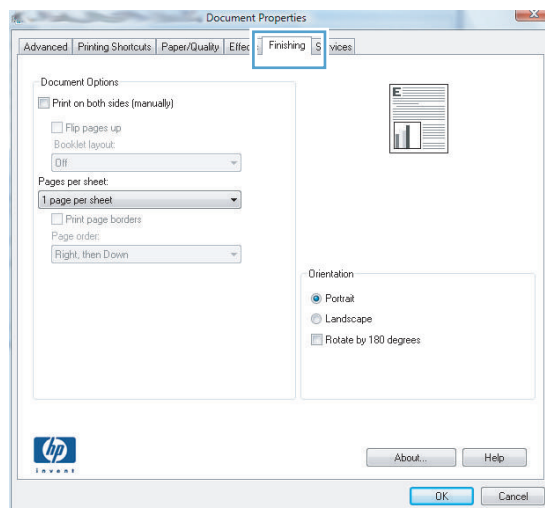 Document Properties
Advanced Printing Shortcuts Paper/Quality Finishing
Document Options
Print on both sides (manually)
Flip pages up
Booklet layout:
Off
Pages per sheet:
1 page per sheet
Print page borders
Page order:
Right, then Down
E
Orientation
Portrait
Landscape
Rotate by 180 degrees
hp
invent
About... Help
OK Cancel